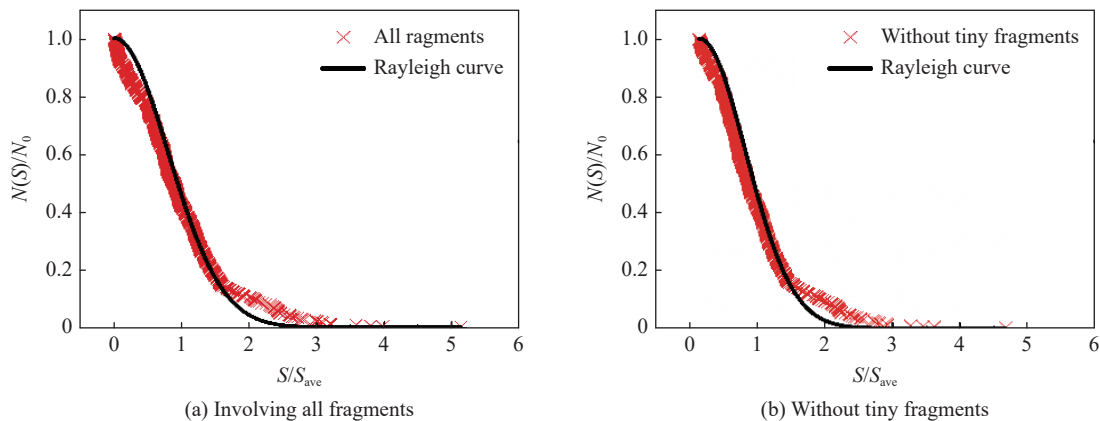 1.0
0.8
0.6
0.4
0.2
0
N(S)/N₀
All ragments
Rayleigh curve
0 1 2 3 4 5 6
S/Sₐᵥₑ
(a) Involving all fragments
1.0
0.8
0.6
0.4
0.2
0
N(S)/N₀
Without tiny fragments
Rayleigh curve
0 1 2 3 4 5 6
S/Sₐᵥₑ
(b) Without tiny fragments